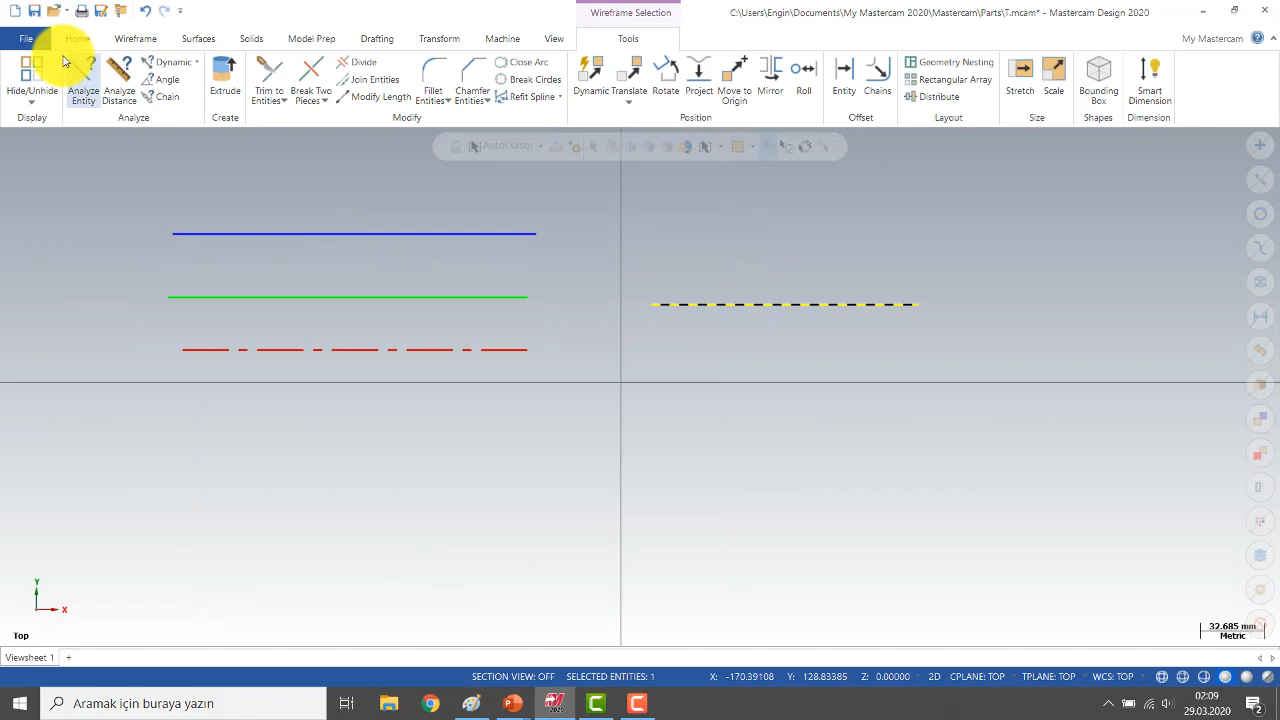 Wireframe Selection
C:\Users\Engin\Documents\My Mastercam 2020\Mastercam\Parts\T.mcam* - Mastercam Design 2020
File Home Wireframe Surfaces Solids Model Prep Drafting Transform Machine View Tools My Mastercam
Hide/Unhide
Display
Analyze Entity
Analyze Distance
Dynamic
Angle
Chain
Analyze
Extrude
Create
Trim to Entities
Break Two Pieces
Divide
Join Entities
Modify Length
Fillet Entities
Chamfer Entities
Close Arc
Break Circles
Refit Spline
Modify
Dynamic
Translate
Rotate
Project
Move to Origin
Mirror
Roll
Position
Entity
Chains
Offset
Geometry Nesting
Rectangular Array
Distribute
Layout
Stretch
Scale
Size
Bounding Box
Shapes
Smart Dimension
Dimension
AutoCursor
Y
X
Top
32.685 mm
Metric
Viewsheet 1 +
SECTION VIEW: OFF SELECTED ENTITIES: 1 X: -170.39108 Y: 128.83385 Z: 0.00000 2D CPLANE: TOP TPLANE: TOP WCS: TOP
Aramak için buraya yazın
2020
02:09
29.03.2020
2